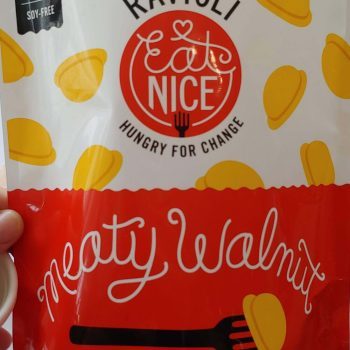 SOY-FREE
RAVIOLI
Eat
NICE
HUNGRY FOR CHANGE
Meaty Walnut